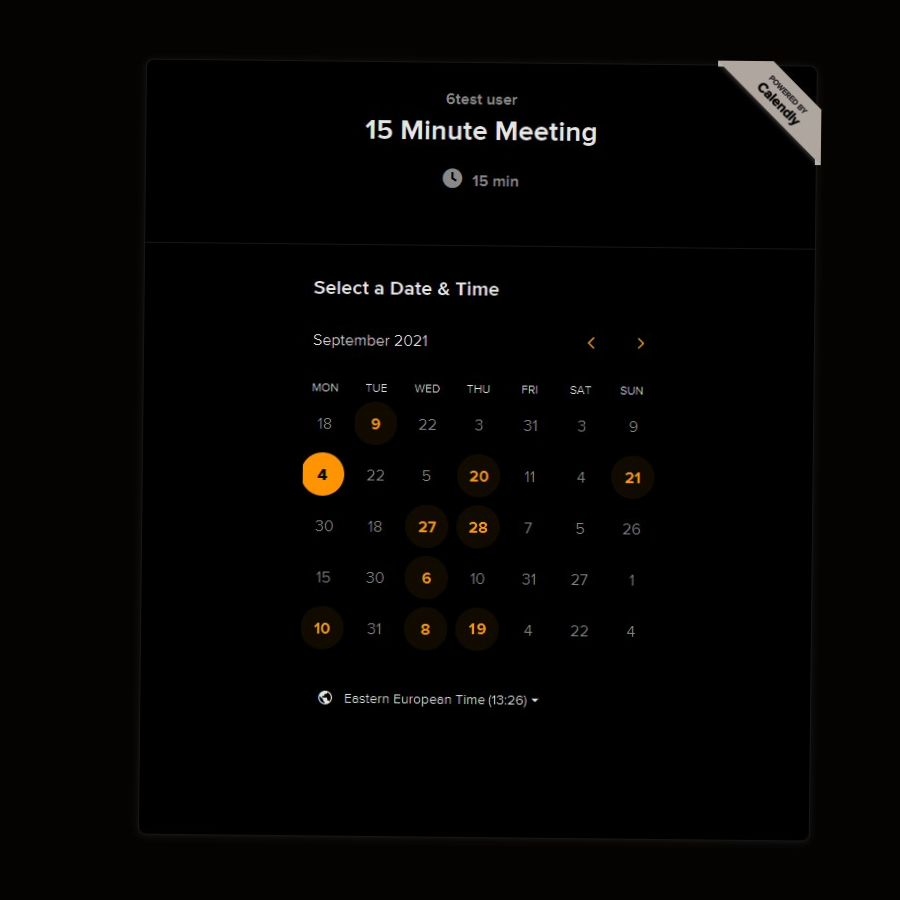 POWERED BY
Calendly
6test user
15 Minute Meeting
15 min
Select a Date & Time
September 2021
MON TUE WED THU FRI SAT SUN
18 9 22 3 31 3 9
4 22 5 20 11 4 21
30 18 27 28 7 5 26
15 30 6 10 31 27 1
10 31 8 19 4 22 4
Eastern European Time (13:26)